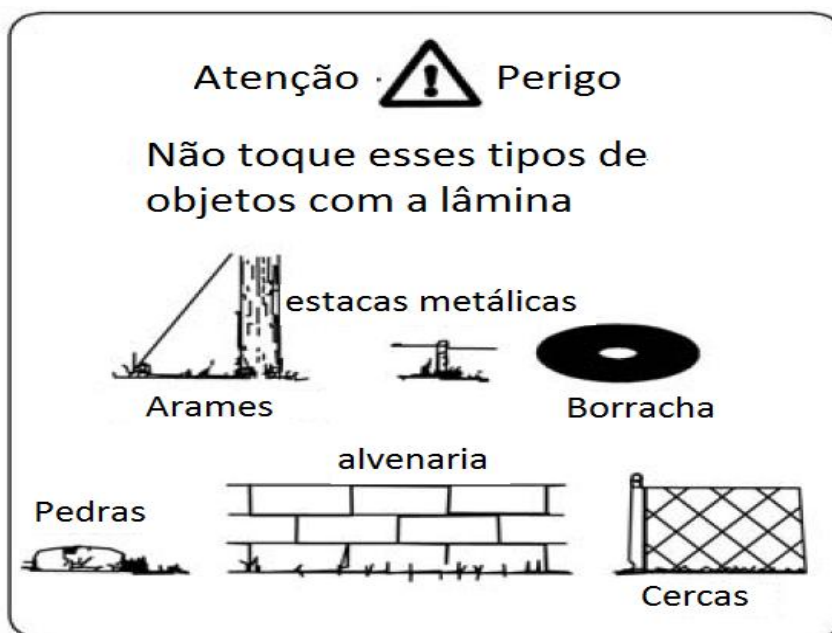 Atenção Perigo
Não toque esses tipos de
objetos com a lâmina
estacas metálicas
Arames
Borracha
alvenaria
Pedras
Cercas